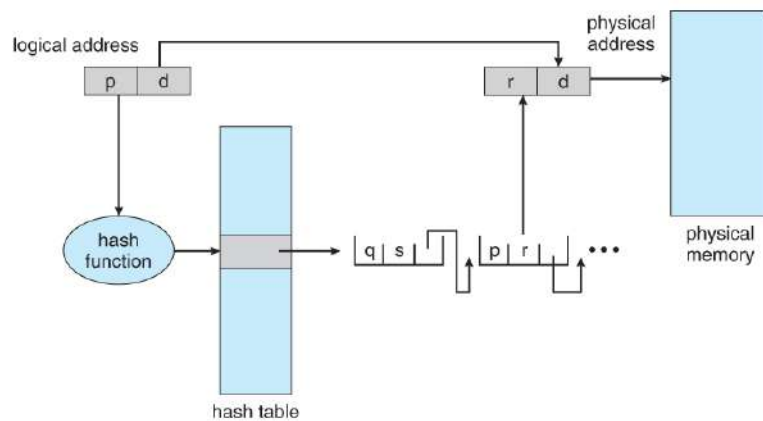 logical address
physical
address
p d
r d
hash
function
q s
p r
physical
memory
hash table